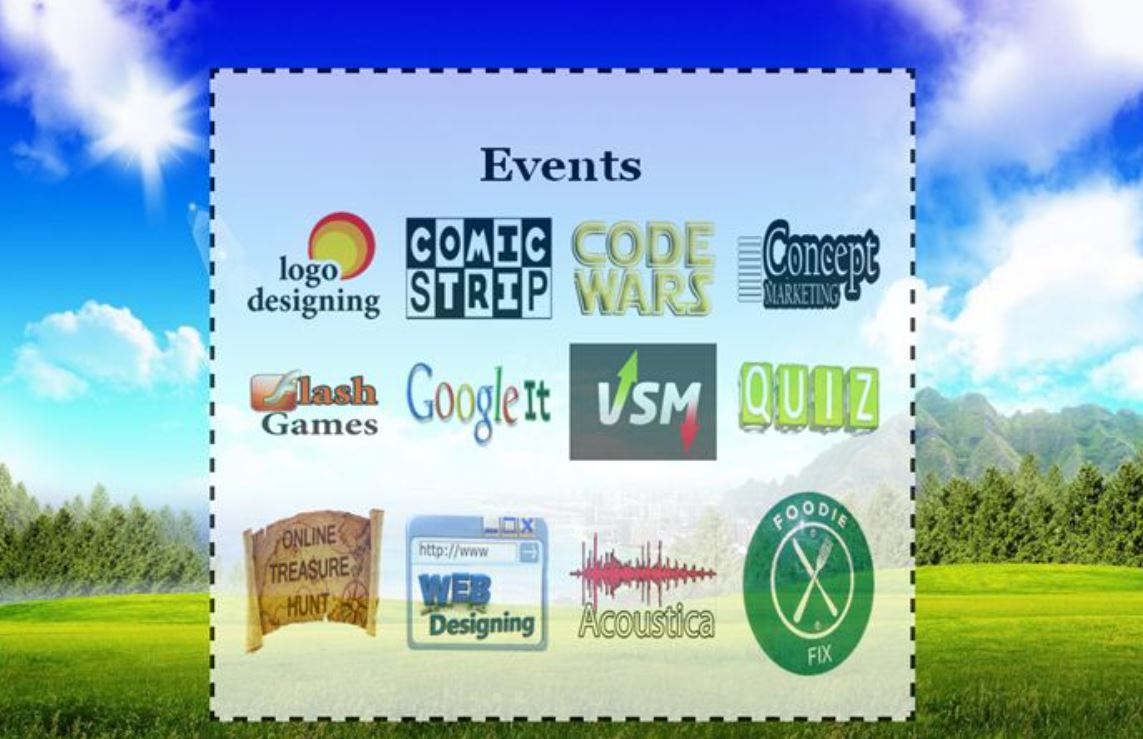 Events
logo
designing
COMIC
STRIP
CODE
WARS
Concept
MARKETING
Flash
Games
Google It
VSM
QUIZ
ONLINE
TREASURE
HUNT
http://www
WEB
Designing
Acoustica
FOODIE
FIX